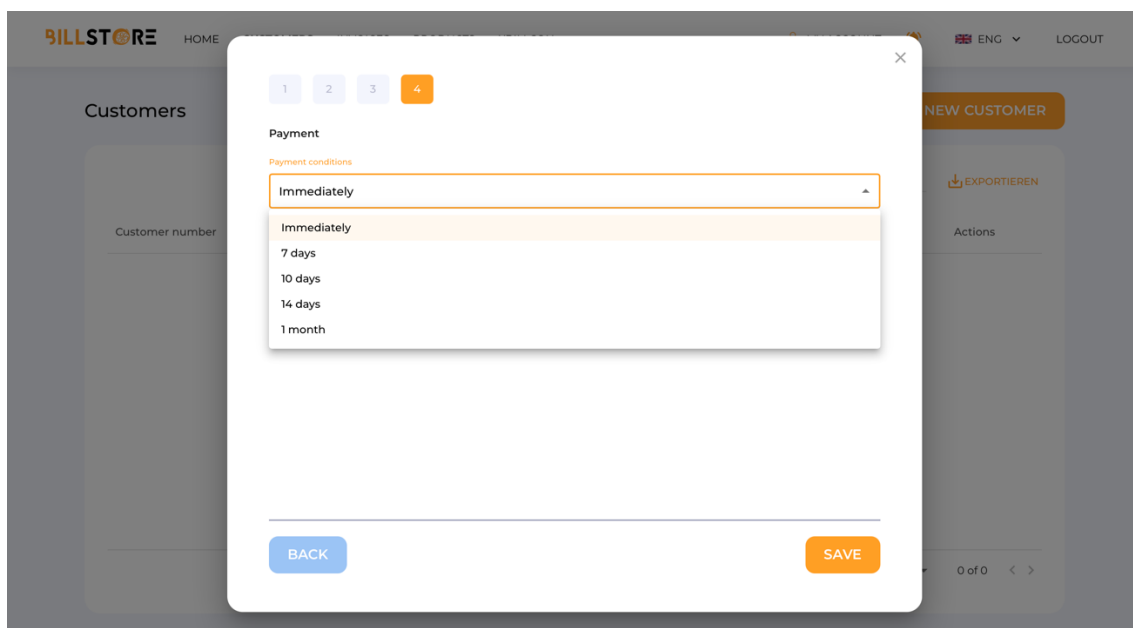 BILLSTORE HOME ENG LOGOUT
1 2 3 4
Customers
NEW CUSTOMER
Payment
Payment conditions
Immediately
EXPORTIEREN
Customer number
Actions
Immediately
7 days
10 days
14 days
1 month
BACK
SAVE
0 of 0